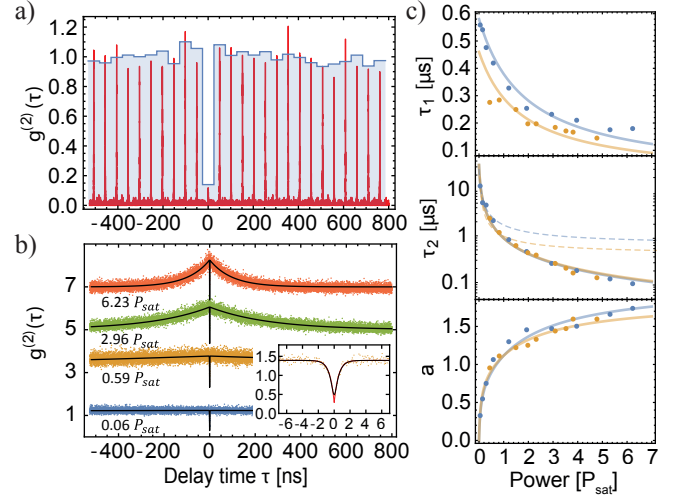 a)
g⁽²⁾(τ)
1.2
1.0
0.8
0.6
0.4
0.2
0.0
-400 -200 0 200 400 600 800
b)
g⁽²⁾(τ)
7
5
3
1
6.23 P_sat
2.96 P_sat
0.59 P_sat
0.06 P_sat
1.5
1.0
0.5
0.0
-6 -4 -2 0 2 4 6
-400 -200 0 200 400 600 800
Delay time τ [ns]
c)
τ₁ [µs]
0.6
0.5
0.4
0.3
0.2
0.1
τ₂ [µs]
10
1
0.1
a
1.5
1.0
0.5
0.0
0 1 2 3 4 5 6 7
Power [P_sat]